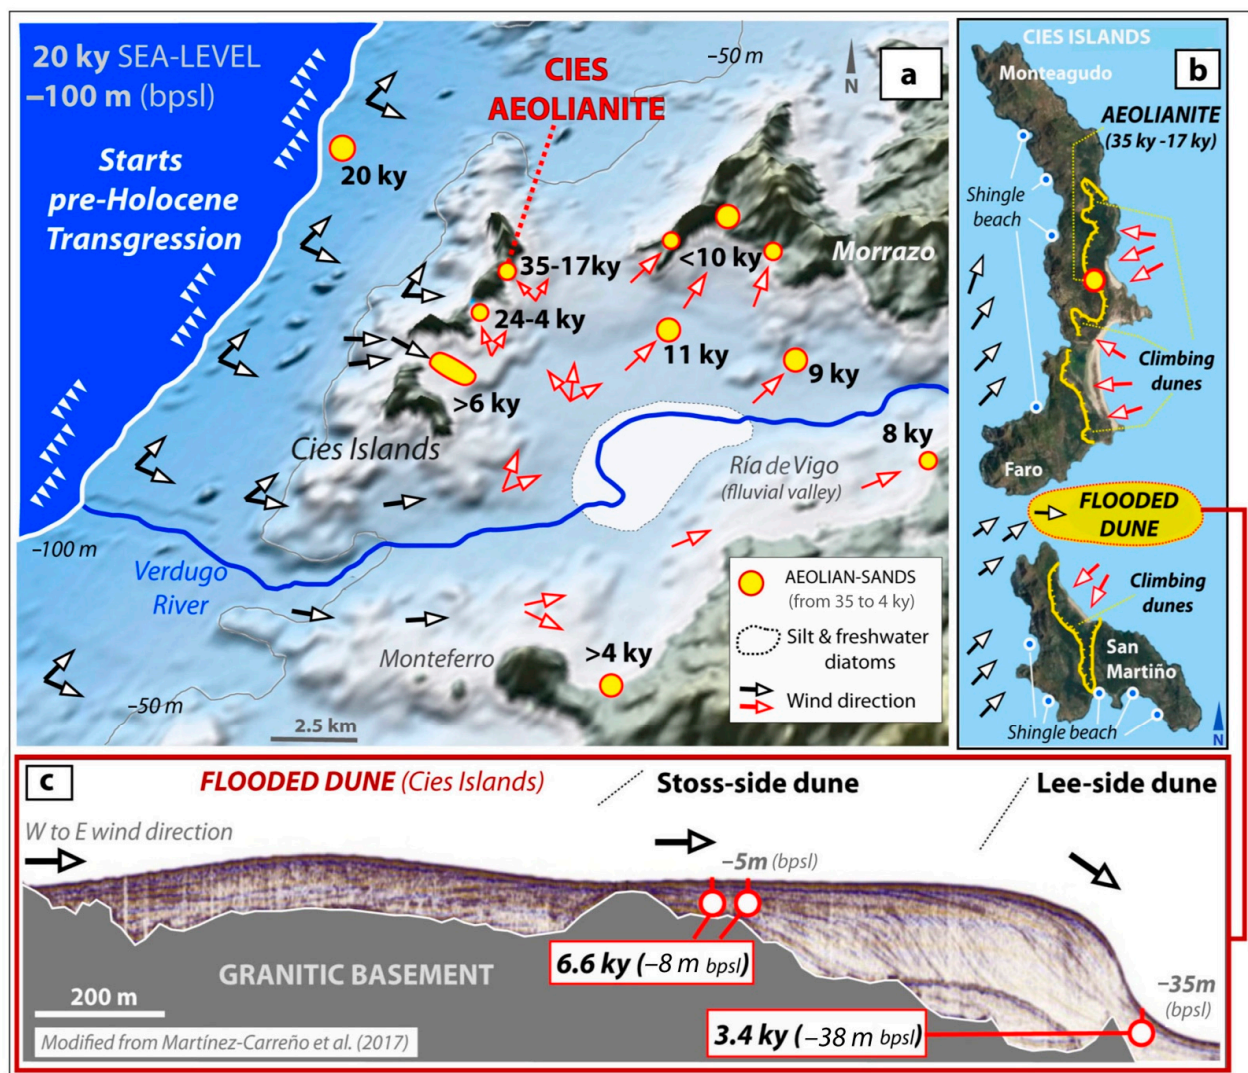 20 ky SEA-LEVEL
–100 m (bpsl)
Starts
pre-Holocene
Transgression
–50 m
N
a
CIES
AEOLIANITE
20 ky
35-17ky
24-4 ky
>6 ky
<10 ky
Morrazo
11 ky
9 ky
8 ky
Cies Islands
Ría de Vigo
(flluvial valley)
–100 m
Verdugo
River
Monteferro
>4 ky
–50 m
2.5 km
AEOLIAN-SANDS
(from 35 to 4 ky)
Silt & freshwater
diatoms
Wind direction
CIES ISLANDS
b
Monteagudo
AEOLIANITE
(35 ky -17 ky)
Shingle
beach
Climbing
dunes
Faro
FLOODED
DUNE
Climbing
dunes
San
Martiño
Shingle beach
N
c
FLOODED DUNE (Cies Islands)
Stoss-side dune
Lee-side dune
W to E wind direction
–5m (bpsl)
6.6 ky (–8 m bpsl)
GRANITIC BASEMENT
200 m
–35m
(bpsl)
3.4 ky (–38 m bpsl)
Modified from Martínez-Carreño et al. (2017)